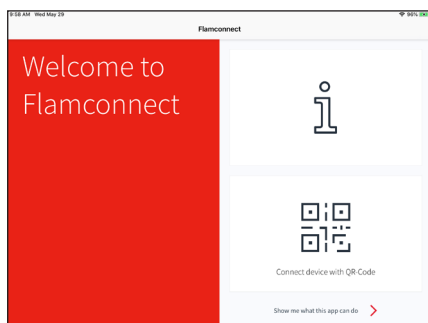 9:58 AM Wed May 29
96%
Flamconnect
Welcome to
Flamconnect
Connect device with QR-Code
Show me what this app can do